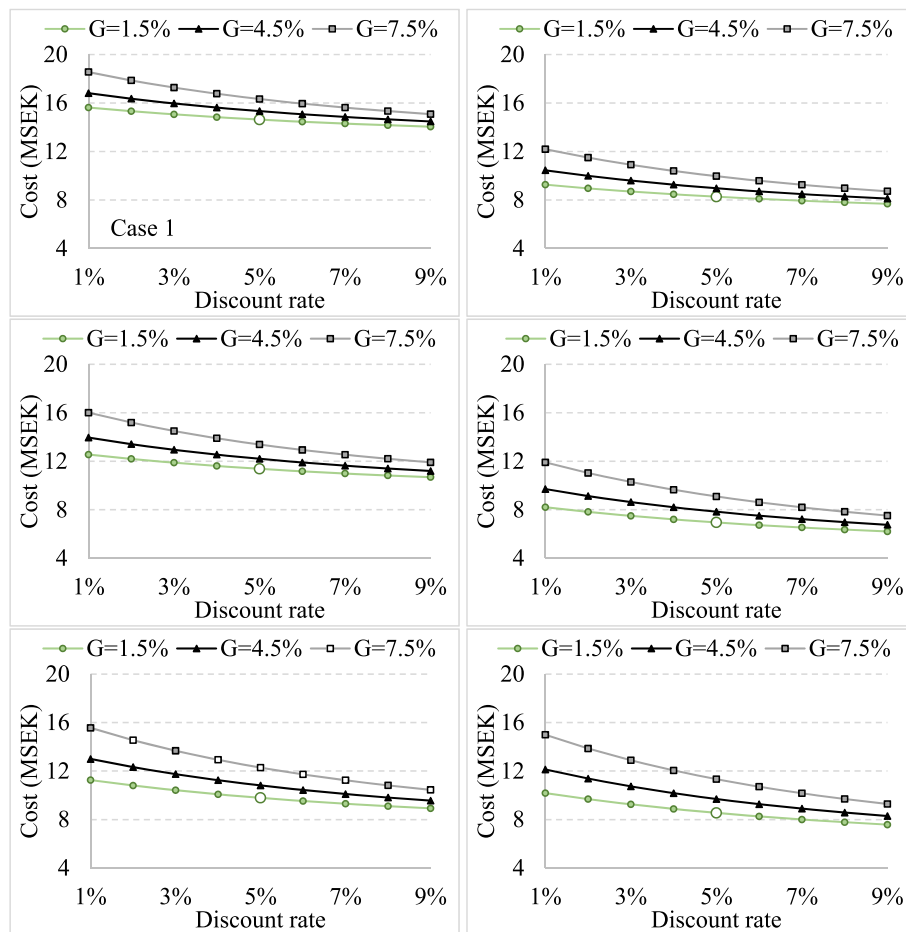 G=1.5% G=4.5% G=7.5%
20
16
12
8
4
Cost (MSEK)
Case 1
1% 3% 5% 7% 9%
Discount rate
G=1.5% G=4.5% G=7.5%
20
16
12
8
4
Cost (MSEK)
1% 3% 5% 7% 9%
Discount rate
G=1.5% G=4.5% G=7.5%
20
16
12
8
4
Cost (MSEK)
1% 3% 5% 7% 9%
Discount rate
G=1.5% G=4.5% G=7.5%
20
16
12
8
4
Cost (MSEK)
1% 3% 5% 7% 9%
Discount rate
G=1.5% G=4.5% G=7.5%
20
16
12
8
4
Cost (MSEK)
1% 3% 5% 7% 9%
Discount rate
G=1.5% G=4.5% G=7.5%
20
16
12
8
4
Cost (MSEK)
1% 3% 5% 7% 9%
Discount rate